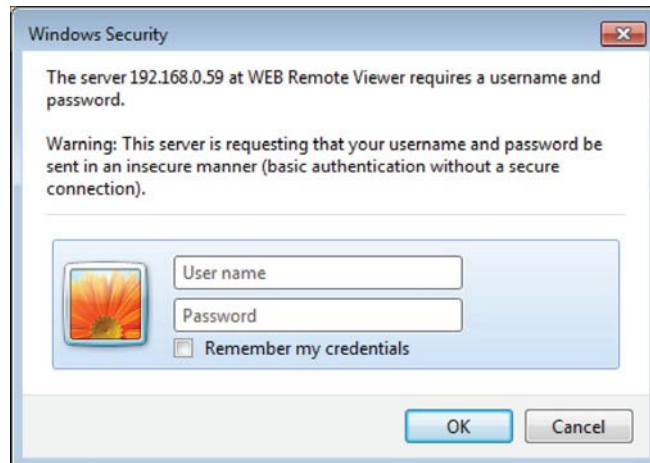 Windows Security
The server 192.168.0.59 at WEB Remote Viewer requires a username and
password.
Warning: This server is requesting that your username and password be
sent in an insecure manner (basic authentication without a secure
connection).
User name
Password
Remember my credentials
OK
Cancel